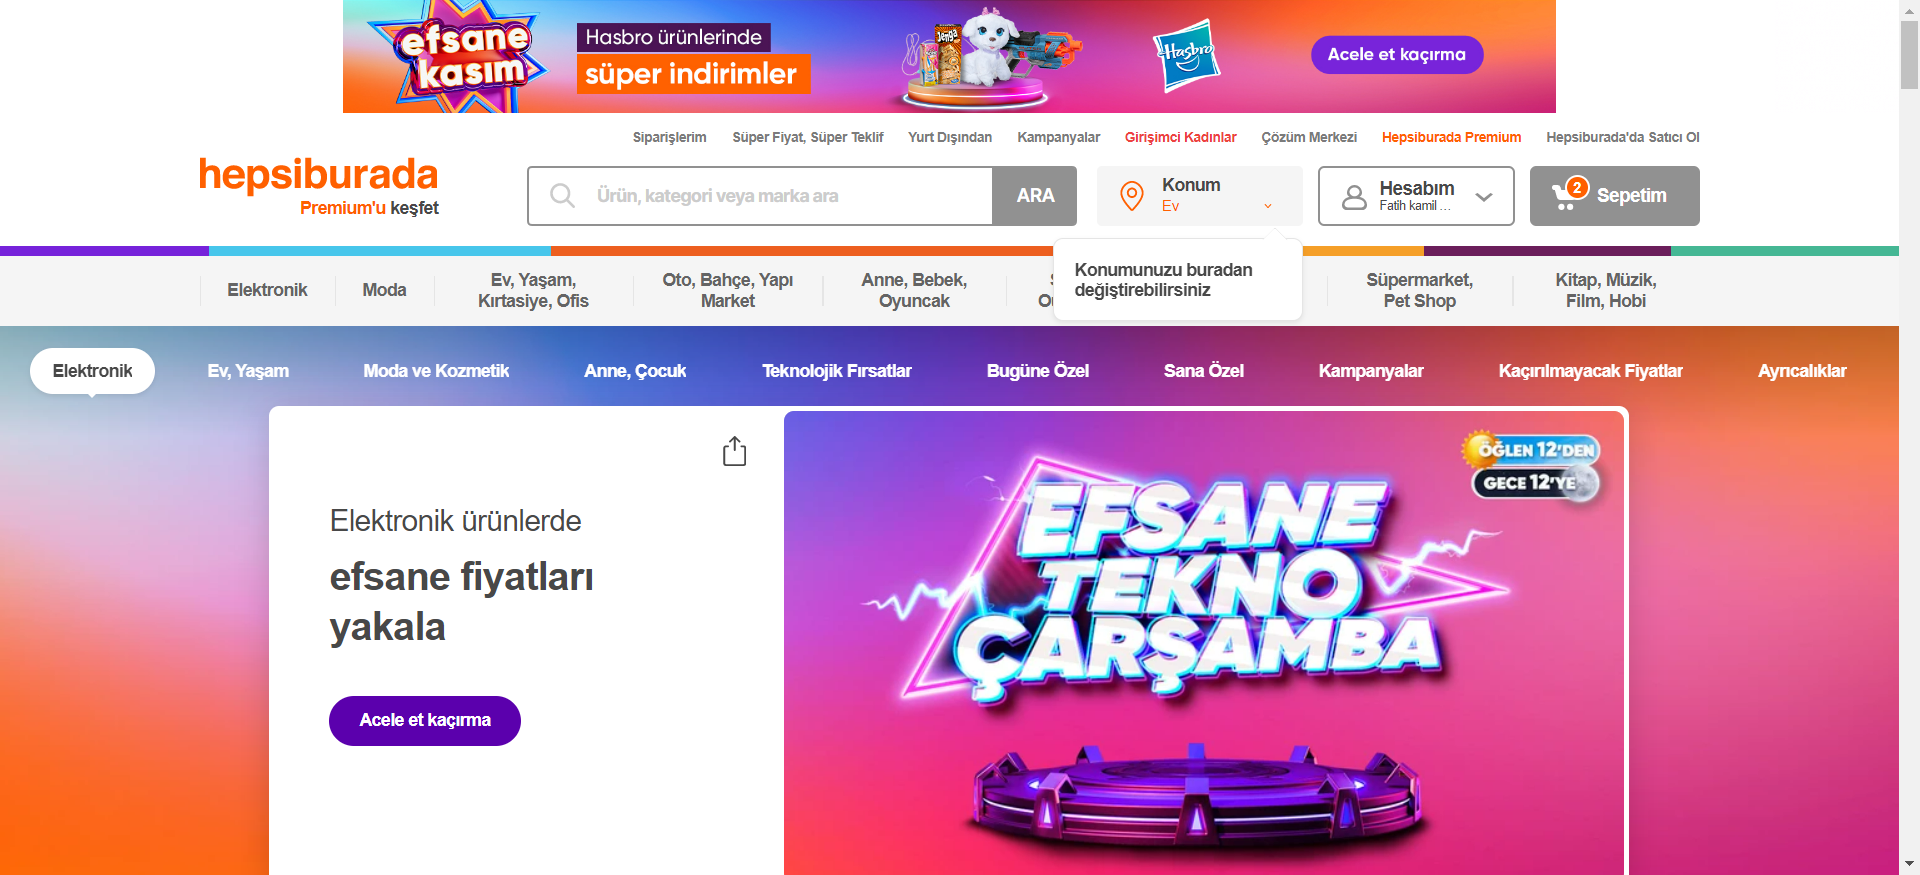 efsane
kasım
Hasbro ürünlerinde
süper indirimler
Jenga
Hasbro
Acele et kaçırma
Siparişlerim
Süper Fiyat, Süper Teklif
Yurt Dışından
Kampanyalar
Girişimci Kadınlar
Çözüm Merkezi
Hepsiburada Premium
Hepsiburada'da Satıcı Ol
hepsiburada
Premium'u keşfet
Ürün, kategori veya marka ara
ARA
Konum
Ev
Hesabım
Fatih kamil ...
2
Sepetim
Konumunuzu buradan
değiştirebilirsiniz
Elektronik
Moda
Ev, Yaşam,
Kırtasiye, Ofis
Oto, Bahçe, Yapı
Market
Anne, Bebek,
Oyuncak
Süpermarket,
Pet Shop
Kitap, Müzik,
Film, Hobi
Elektronik
Ev, Yaşam
Moda ve Kozmetik
Anne, Çocuk
Teknolojik Fırsatlar
Bugüne Özel
Sana Özel
Kampanyalar
Kaçırılmayacak Fiyatlar
Ayrıcalıklar
Elektronik ürünlerde
efsane fiyatları
yakala
Acele et kaçırma
ÖĞLEN 12'DEN
GECE 12'YE
EFSANE
TEKNO
ÇARŞAMBA